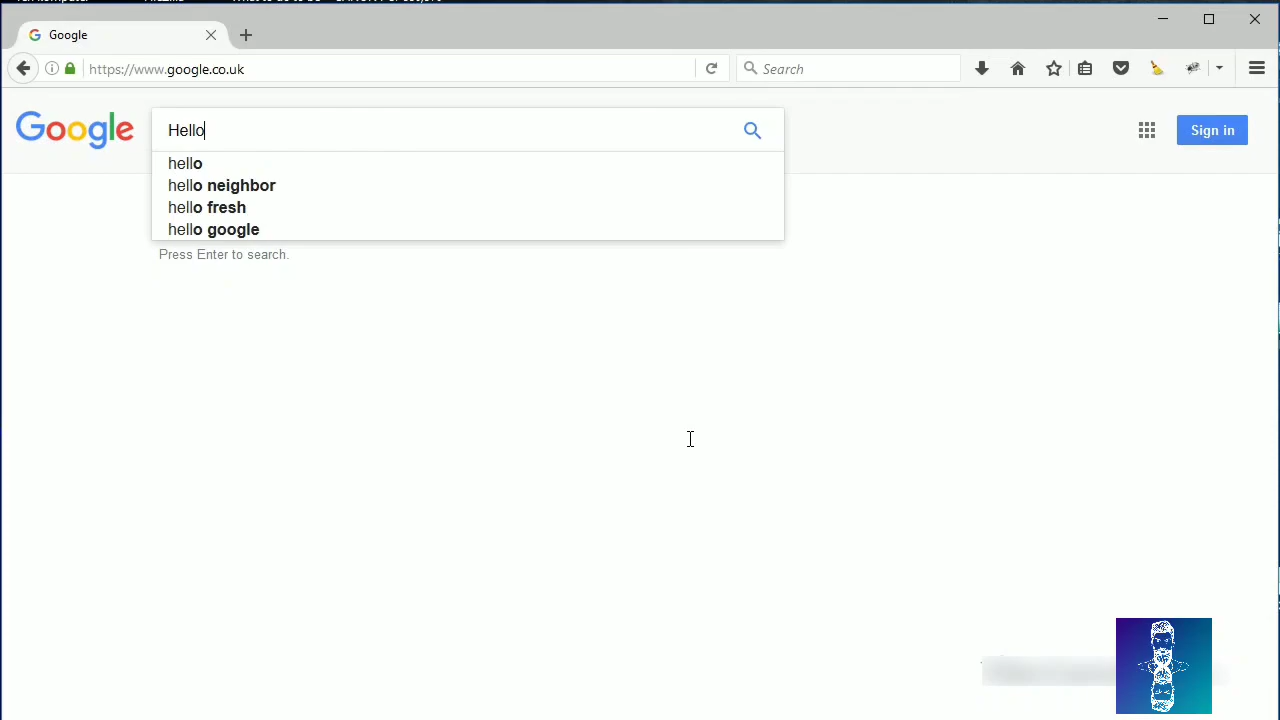 Google
https://www.google.co.uk
Search
Google
Hello
Sign in
hello
hello neighbor
hello fresh
hello google
Press Enter to search.